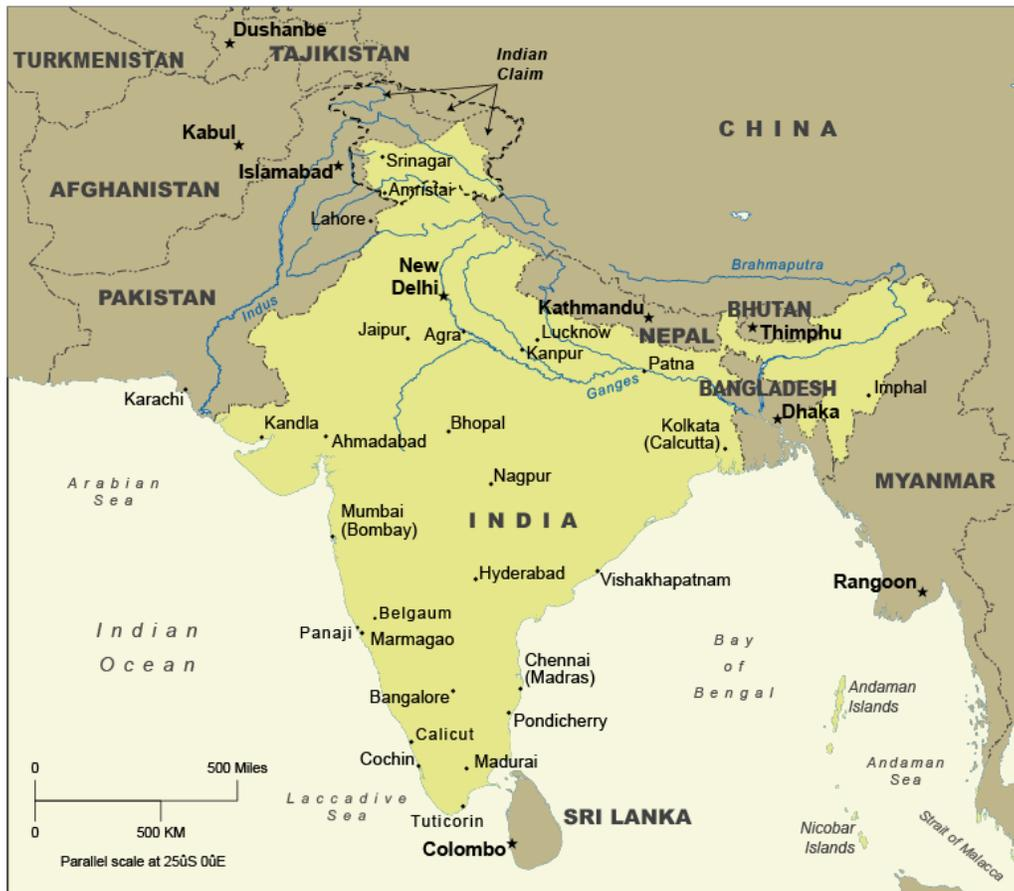 Dushanbe
TURKMENISTAN
TAJIKISTAN
Indian
Claim
CHINA
Kabul
Islamabad
Srinagar
AFGHANISTAN
Amristai
Lahore
New
Delhi
Brahmaputra
PAKISTAN
Indus
Kathmandu
BHUTAN
Thimphu
Jaipur
Agra
Lucknow
NEPAL
Kanpur
Patna
Ganges
BANGLADESH
Imphal
Karachi
Dhaka
Kandla
Ahmadabad
Bhopal
Kolkata
(Calcutta)
Arabian
Sea
Nagpur
MYANMAR
Mumbai
(Bombay)
INDIA
Hyderabad
Vishakhapatnam
Rangoon
Belgaum
Panaji
Marmagao
Indian
Ocean
Bay
of
Bengal
Chennai
(Madras)
Bangalore
Pondicherry
Andaman
Islands
Calicut
Cochin
Madurai
Andaman
Sea
0
500 Miles
0
500 KM
Parallel scale at 25ûS 0ûE
Laccadive
Sea
Tuticorin
SRI LANKA
Colombo
Nicobar
Islands
Strait of Malacca